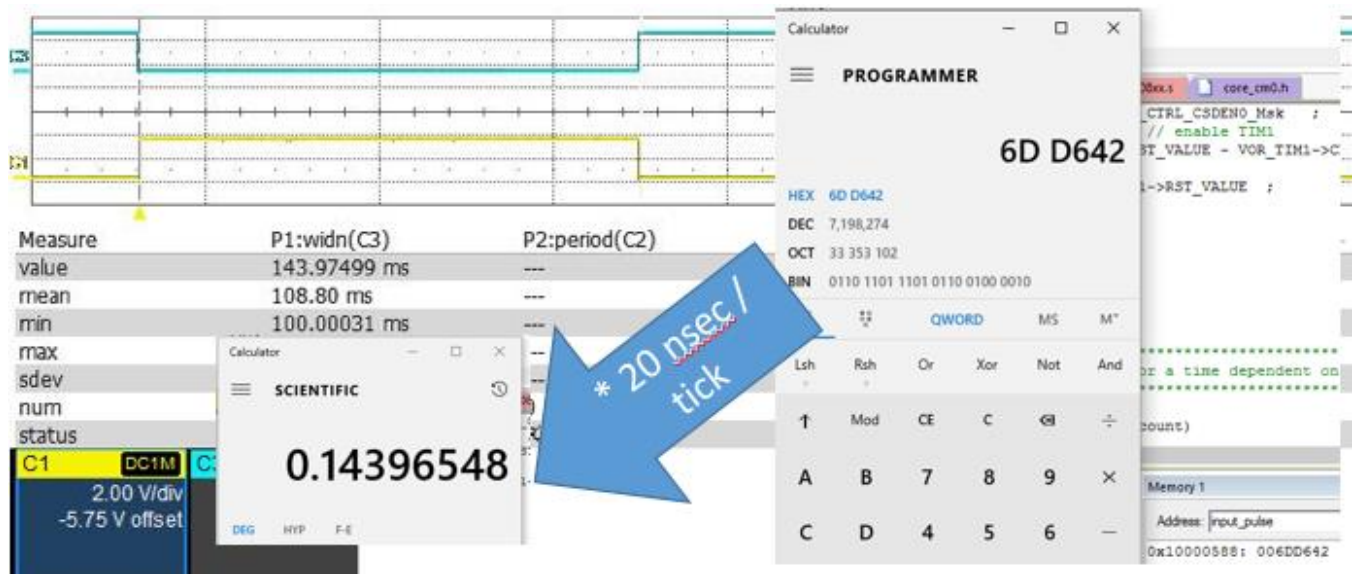 C3
C1
Measure P1:widn(C3) P2:period(C2)
value 143.97499 ms ---
mean 108.80 ms ---
min 100.00031 ms ---
max
sdev
num
status
C1 DC1M
2.00 V/div
-5.75 V offset
Calculator
SCIENTIFIC
0.14396548
DEG HYP F-E
* 20 nsec /
tick
Calculator
PROGRAMMER
6D D642
HEX 6D D642
DEC 7,198,274
OCT 33 353 102
BIN 0110 1101 1101 0110 0100 0010
QWORD MS
Lsh Rsh Or Xor Not And
↑ Mod CE C ÷
A B 7 8 9 ×
C D 4 5 6 −
core_cm0.h
_CTRL_CSDEN0_Msk ;
// enable TIM1
ST_VALUE - VOR_TIM1->C
->RST_VALUE ;
or a time dependent on
count)
Memory 1
Address: input_pulse
0x10000588: 006DD642